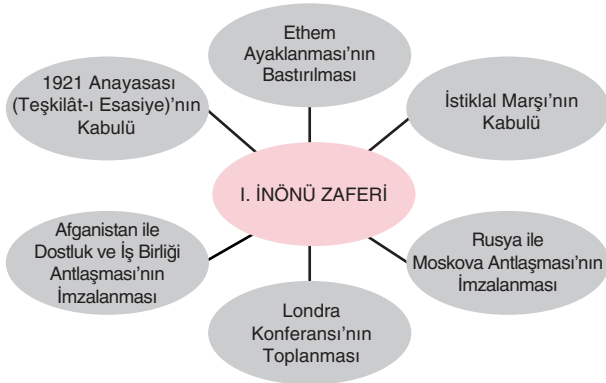 Ethem
Ayaklanması'nın
Bastırılması
1921 Anayasası
(Teşkilât-ı Esasiye)'nın
Kabulü
İstiklal Marşı'nın
Kabulü
I. İNÖNÜ ZAFERİ
Afganistan ile
Dostluk ve İş Birliği
Antlaşması'nın
İmzalanması
Rusya ile
Moskova Antlaşması'nın
İmzalanması
Londra
Konferansı'nın
Toplanması